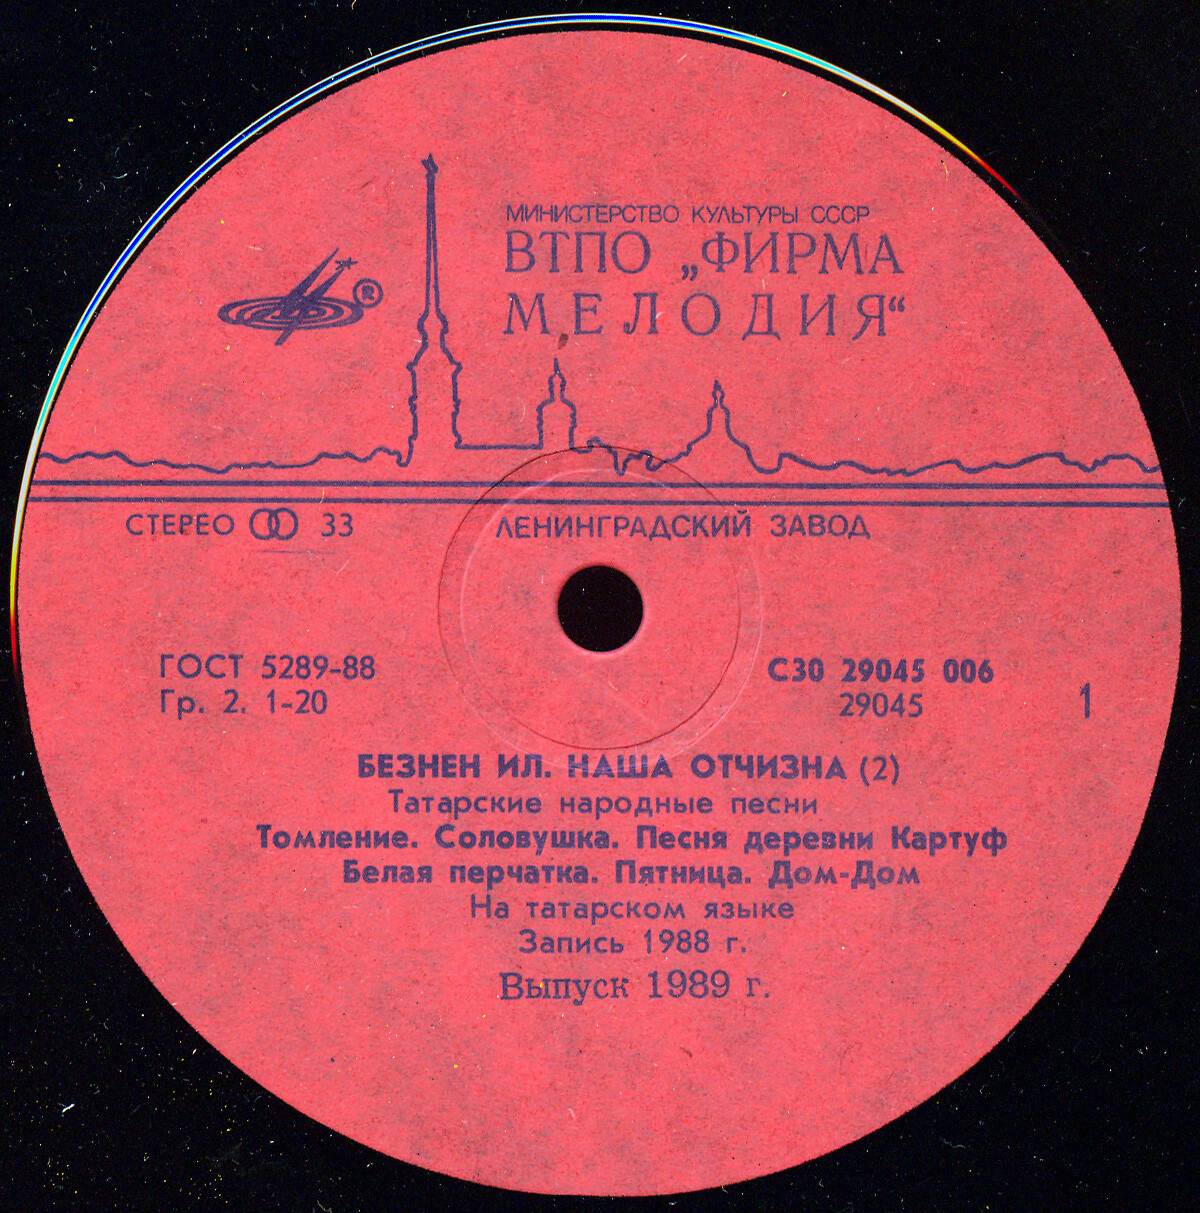 МИНИСТЕРСТВО КУЛЬТУРЫ СССР
ВТПО „ФИРМА
МЕЛОДИЯ“
®
СТЕРЕО 33
ЛЕНИНГРАДСКИЙ ЗАВОД
ГОСТ 5289-88
Гр. 2. 1-20
С30 29045 006
29045
1
БЕЗНЕН ИЛ. НАША ОТЧИЗНА (2)
Татарские народные песни
Томление. Соловушка. Песня деревни Картуф
Белая перчатка. Пятница. Дом-Дом
На татарском языке
Запись 1988 г.
Выпуск 1989 г.